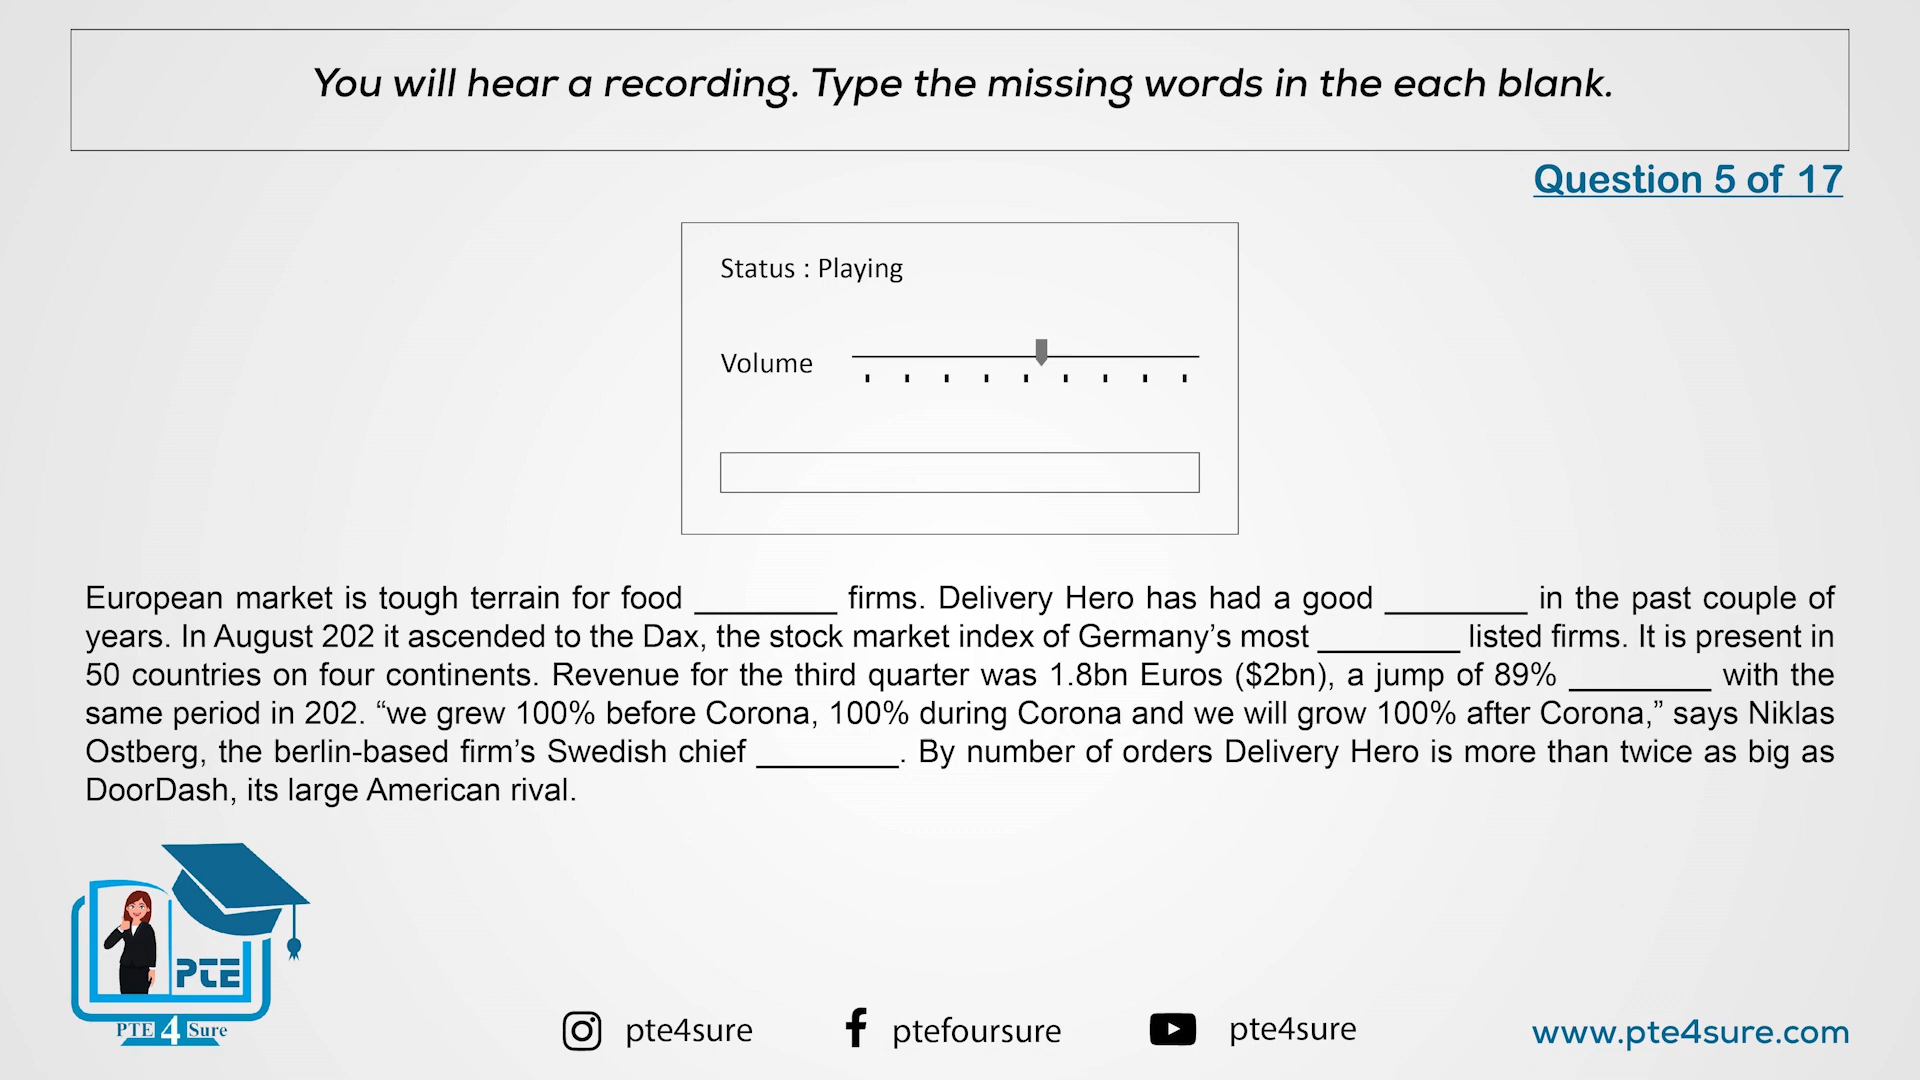 You will hear a recording. Type the missing words in the each blank.
Question 5 of 17
Status : Playing
Volume
European market is tough terrain for food ________ firms. Delivery Hero has had a good ________ in the past couple of
years. In August 202 it ascended to the Dax, the stock market index of Germany's most ________ listed firms. It is present in
50 countries on four continents. Revenue for the third quarter was 1.8bn Euros ($2bn), a jump of 89% ________ with the
same period in 202. “we grew 100% before Corona, 100% during Corona and we will grow 100% after Corona,” says Niklas
Ostberg, the berlin-based firm's Swedish chief ________. By number of orders Delivery Hero is more than twice as big as
DoorDash, its large American rival.
PTE
PTE 4 Sure
pte4sure
ptefoursure
pte4sure
www.pte4sure.com